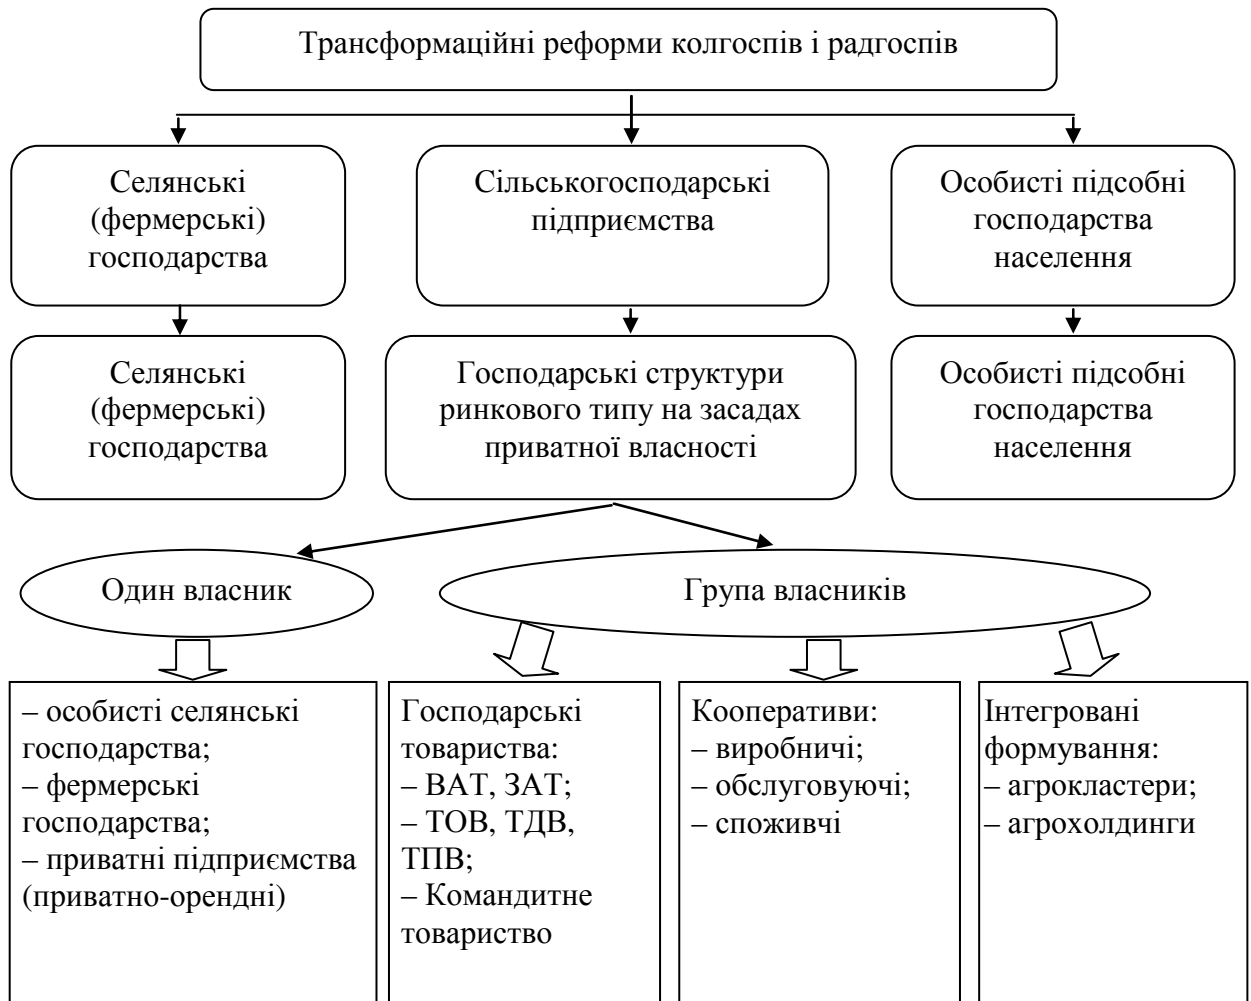 Трансформаційні реформи колгоспів і радгоспів
Селянські
(фермерські)
господарства
Сільськогосподарські
підприємства
Особисті підсобні
господарства
населення
Селянські
(фермерські)
господарства
Господарські структури
ринкового типу на засадах
приватної власності
Особисті підсобні
господарства
населення
Один власник
Група власників
– особисті селянські
господарства;
– фермерські
господарства;
– приватні підприємства
(приватно-орендні)
Господарські
товариства:
– ВАТ, ЗАТ;
– ТОВ, ТДВ,
ТПВ;
– Командитне
товариство
Кооперативи:
– виробничі;
– обслуговуючі;
– споживчі
Інтегровані
формування:
– агрокластери;
– агрохолдинги